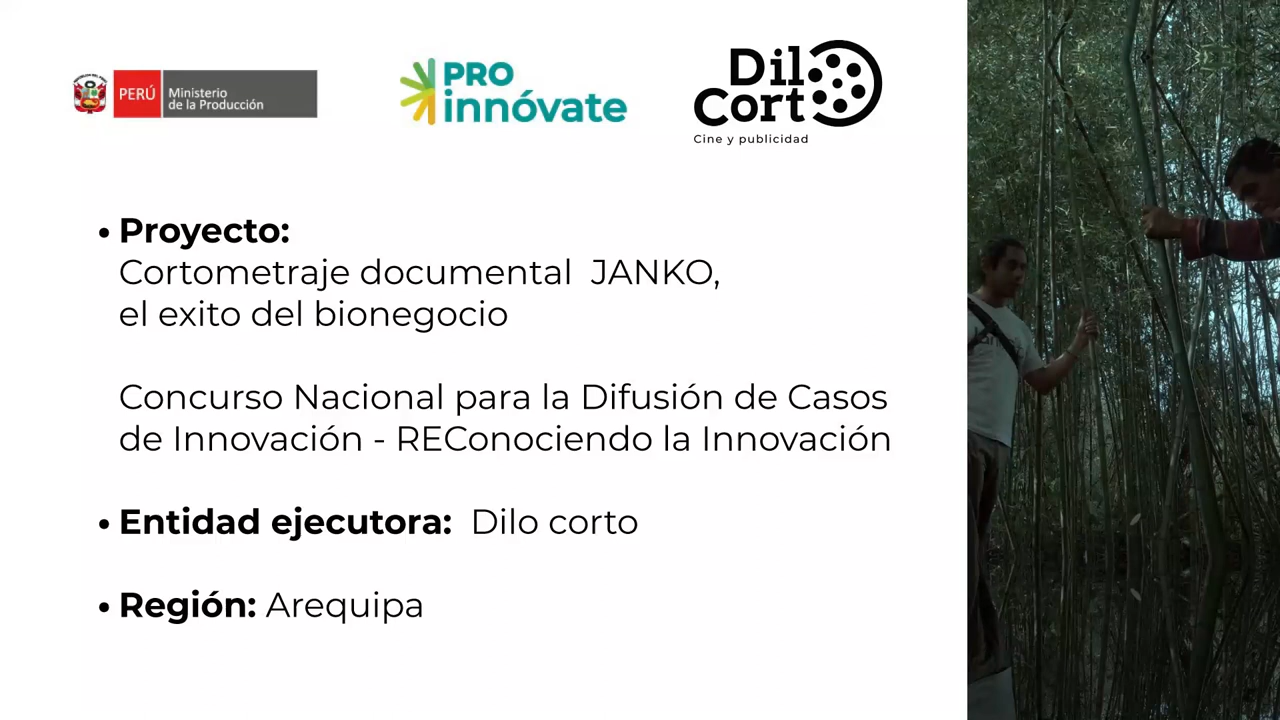 PERÚ
Ministerio
de la Producción
PRO
innóvate
Dilo
Corto
Cine y publicidad
• Proyecto:
Cortometraje documental JANKO,
el exito del bionegocio
Concurso Nacional para la Difusión de Casos
de Innovación - REConociendo la Innovación
• Entidad ejecutora: Dilo corto
• Región: Arequipa